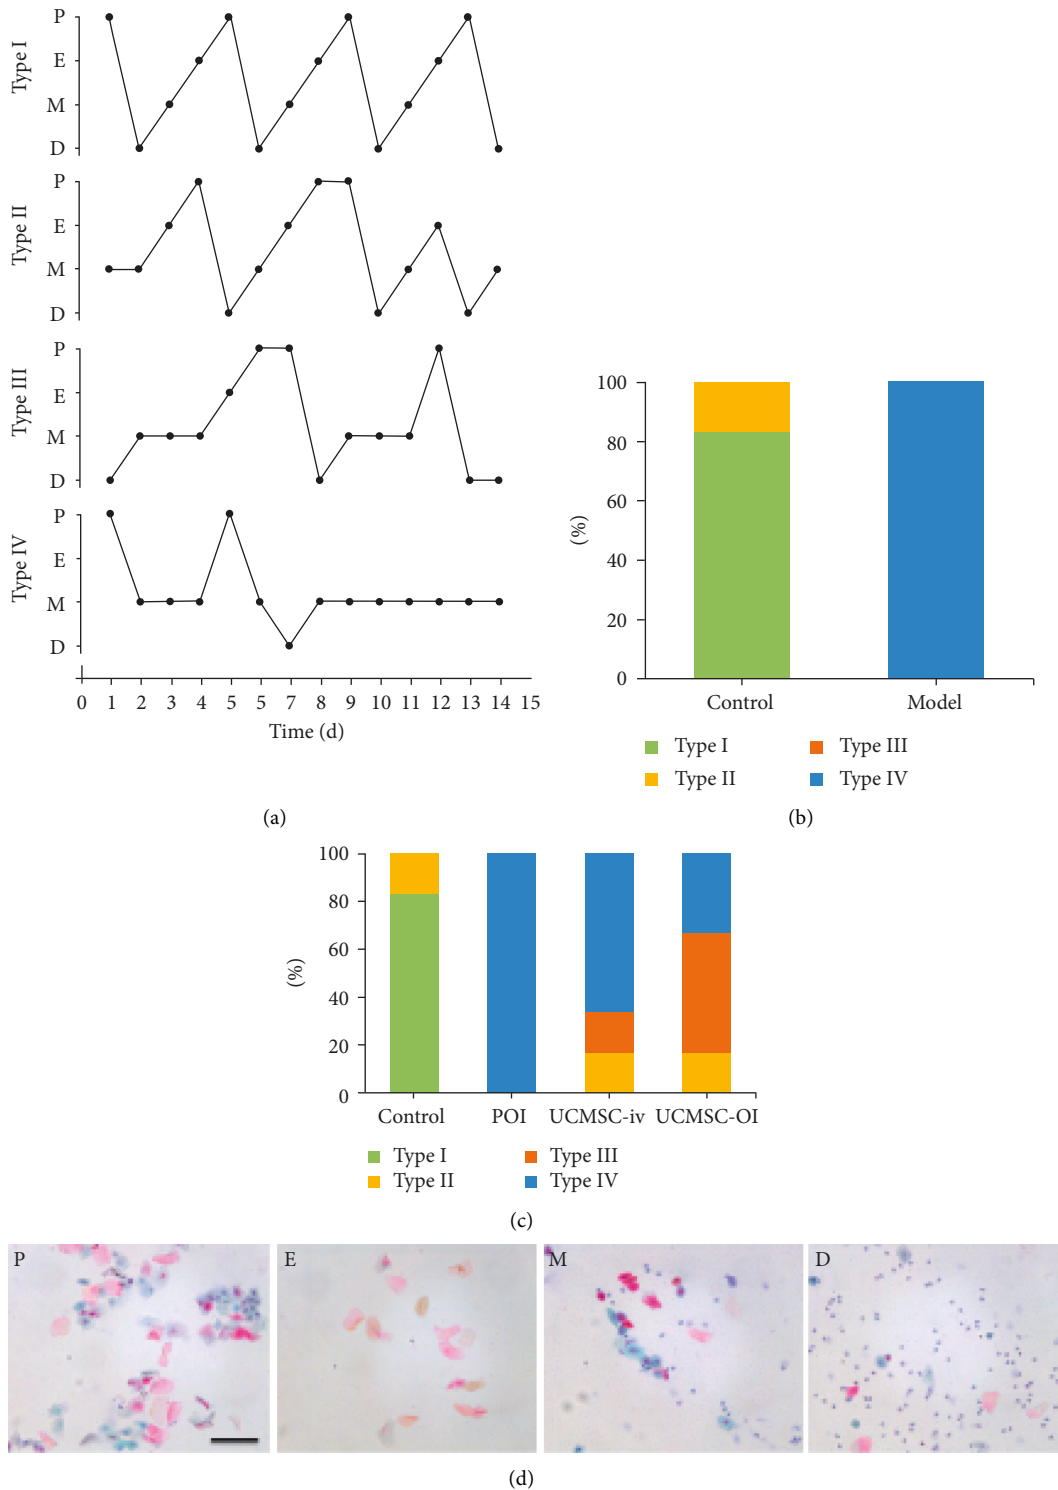 Type I
P
E
M
D
Type II
P
E
M
D
Type III
P
E
M
D
Type IV
P
E
M
D
0 1 2 3 4 5 5 7 8 9 10 11 12 13 14 15
Time (d)
(a)
(%)
100
80
60
40
20
0
Control Model
Type I Type III
Type II Type IV
(b)
(%)
100
80
60
40
20
0
Control POI UCMSC-iv UCMSC-OI
Type I Type III
Type II Type IV
(c)
P E M D
(d)